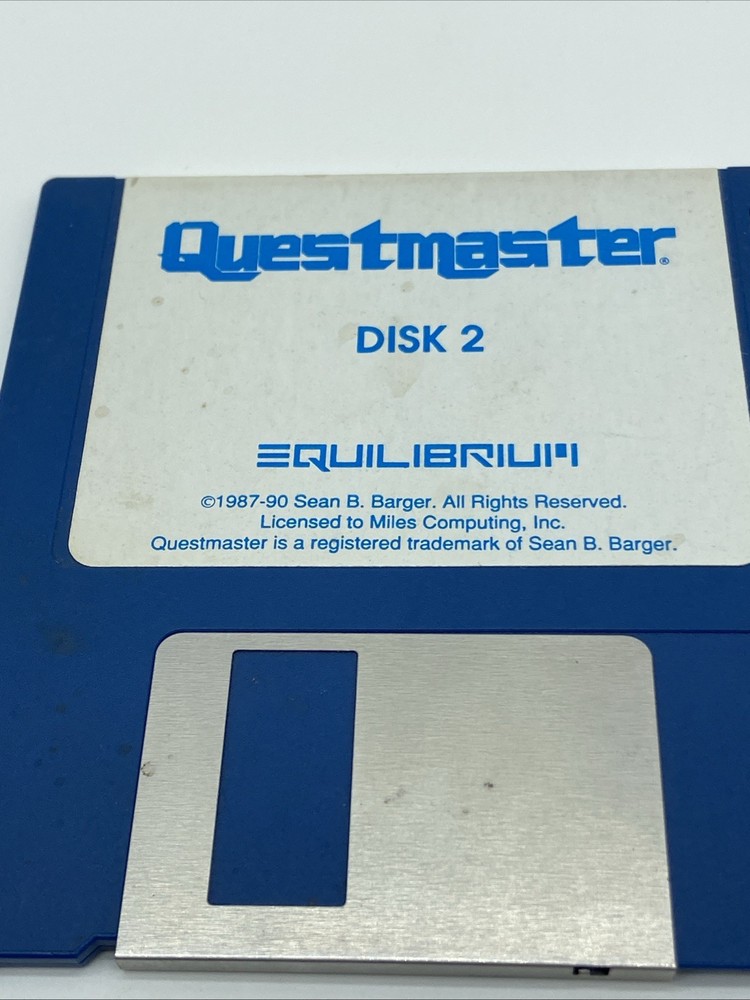 Questmaster®
DISK 2
EQUILIBRIUM
©1987-90 Sean B. Barger. All Rights Reserved.
Licensed to Miles Computing, Inc.
Questmaster is a registered trademark of Sean B. Barger.